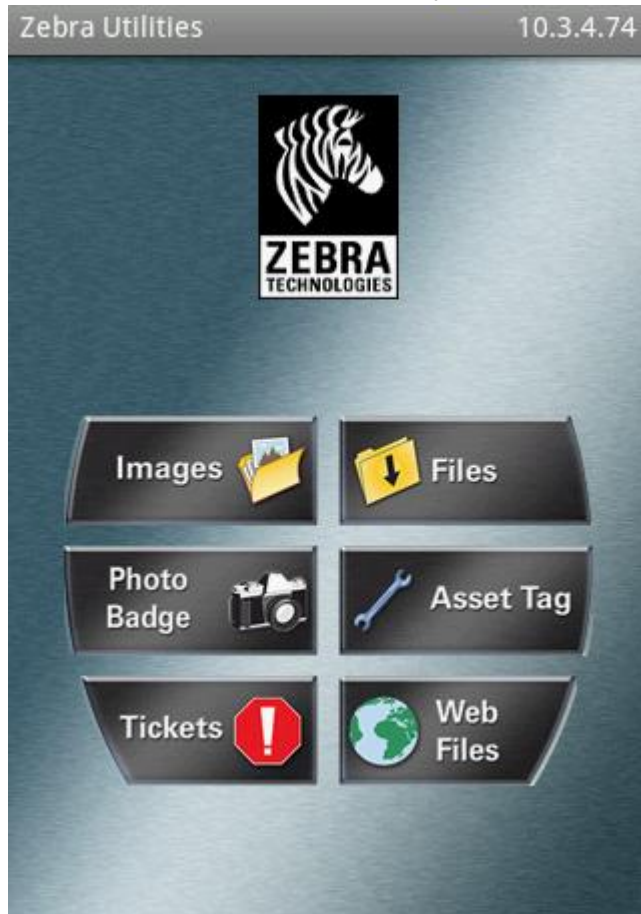 Zebra Utilities 10.3.4.74
ZEBRA
TECHNOLOGIES
Images
Files
Photo
Badge
Asset Tag
Tickets
!
Web
Files